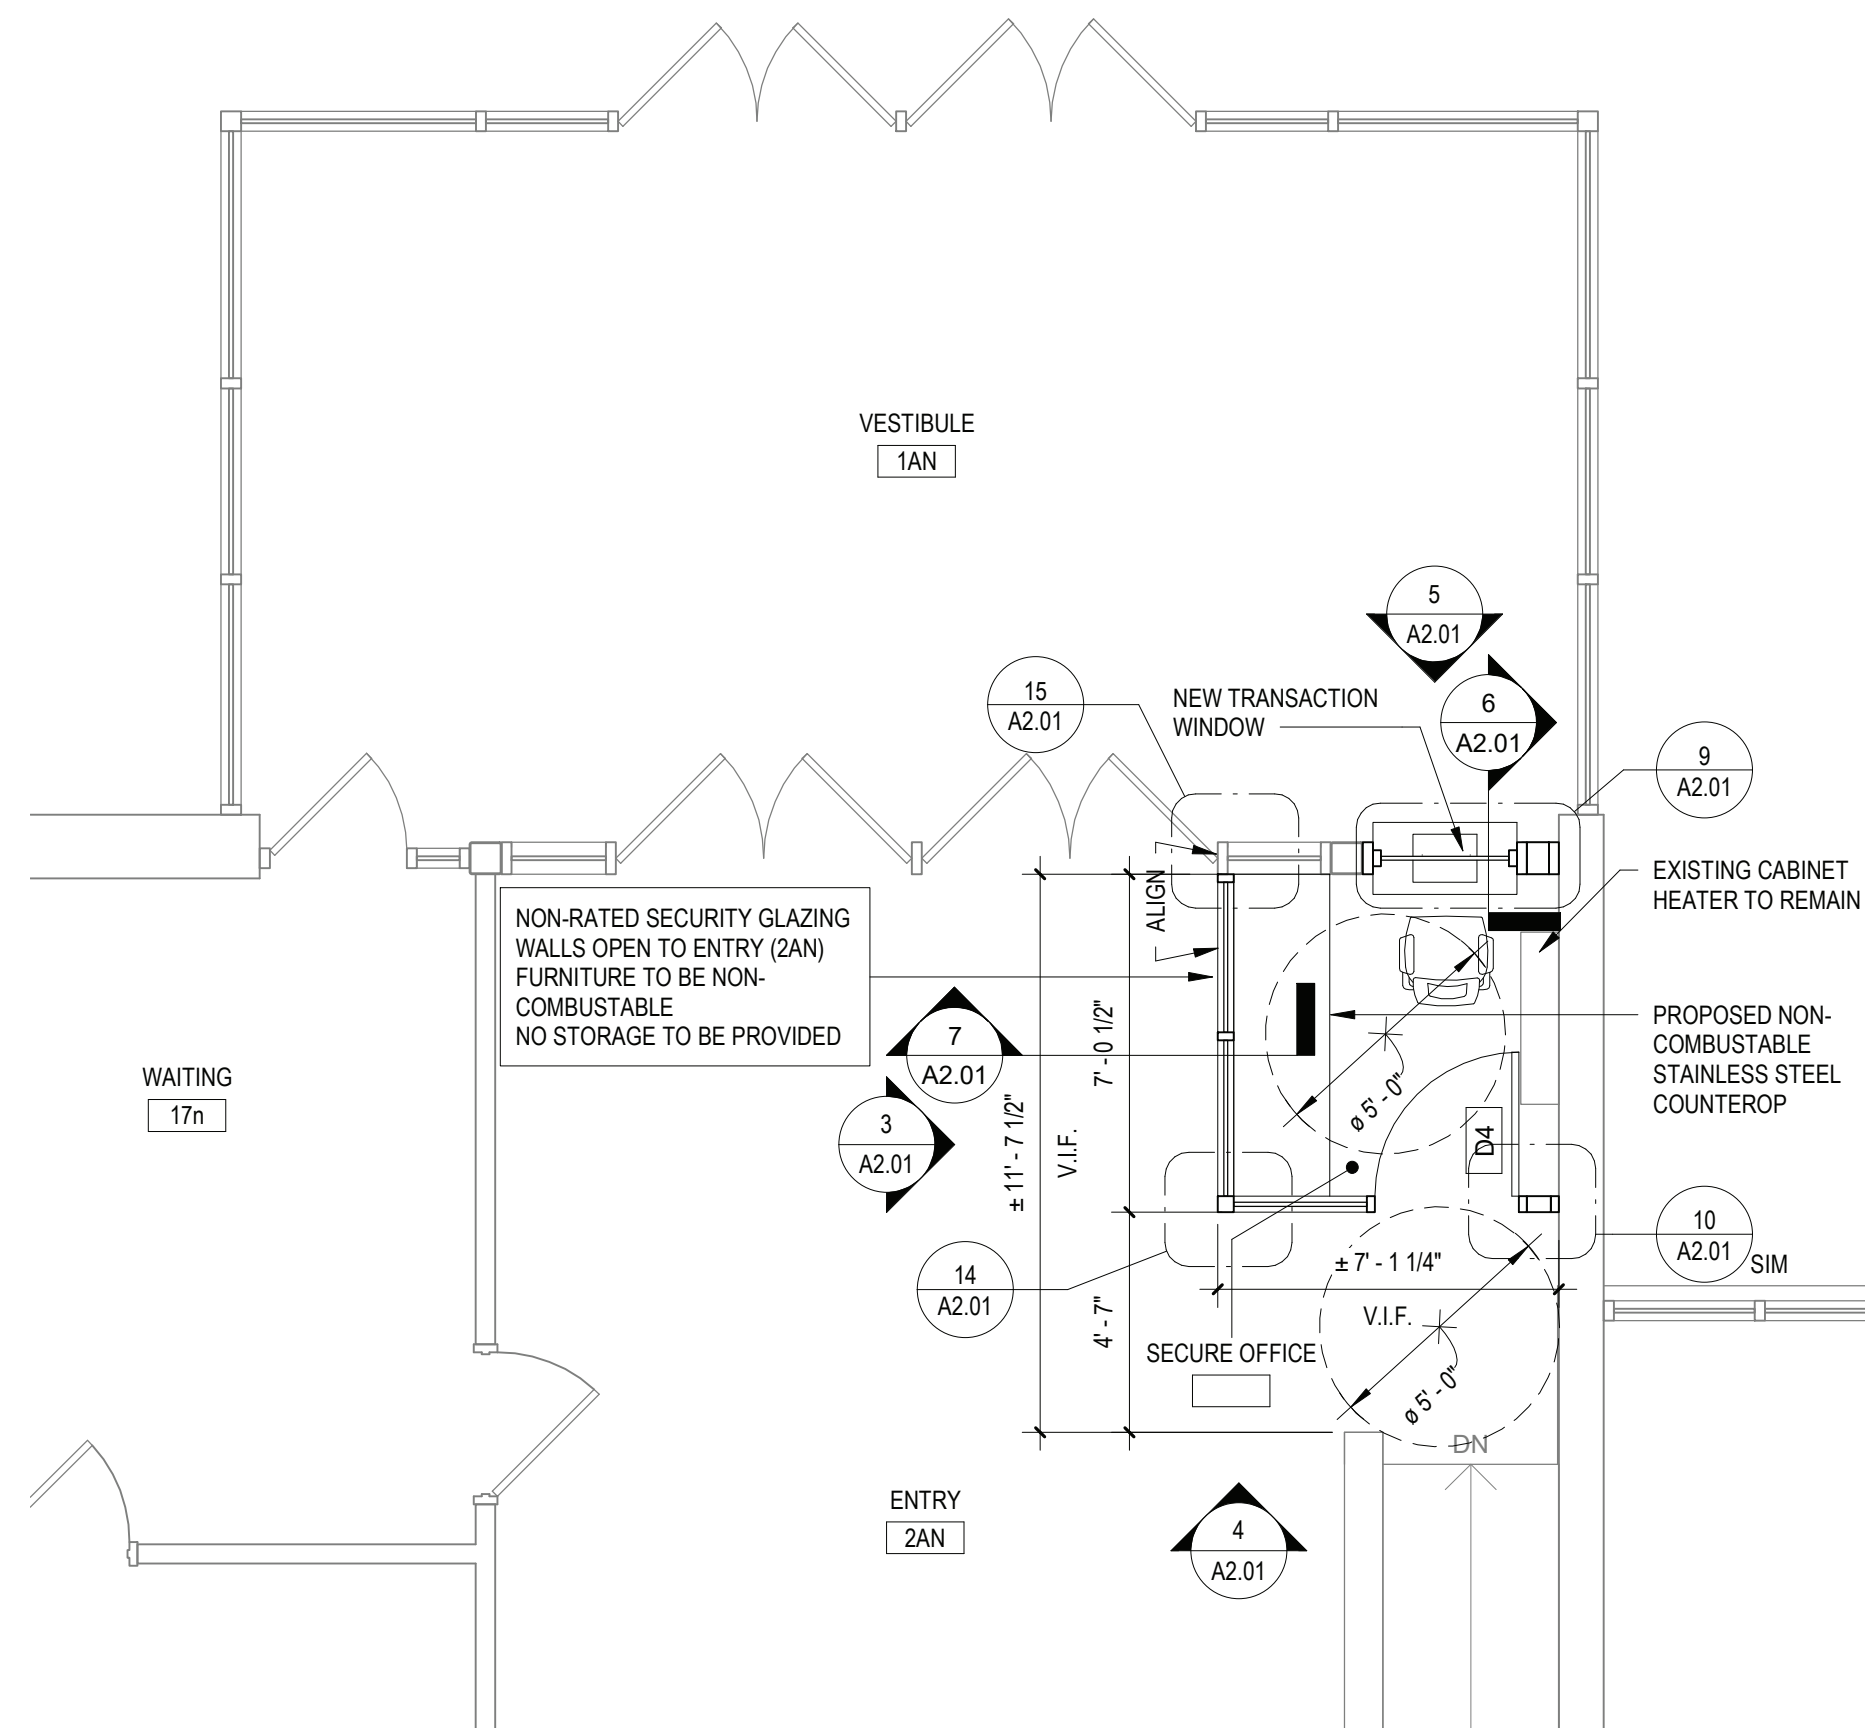 VESTIBULE
1AN
5
A2.01
15
A2.01
NEW TRANSACTION
WINDOW
6
A2.01
9
A2.01
EXISTING CABINET
HEATER TO REMAIN
ALIGN
NON-RATED SECURITY GLAZING
WALLS OPEN TO ENTRY (2AN)
FURNITURE TO BE NON-
COMBUSTABLE
NO STORAGE TO BE PROVIDED
7
A2.01
7' - 0 1/2"
PROPOSED NON-
COMBUSTABLE
STAINLESS STEEL
COUNTEROP
WAITING
17n
3
A2.01
± 11' - 7 1/2"
V.I.F.
ø 5' - 0"
D4
10
A2.01
SIM
14
A2.01
± 7' - 1 1/4"
V.I.F.
4' - 7"
SECURE OFFICE
ø 5' - 0"
DN
ENTRY
2AN
4
A2.01